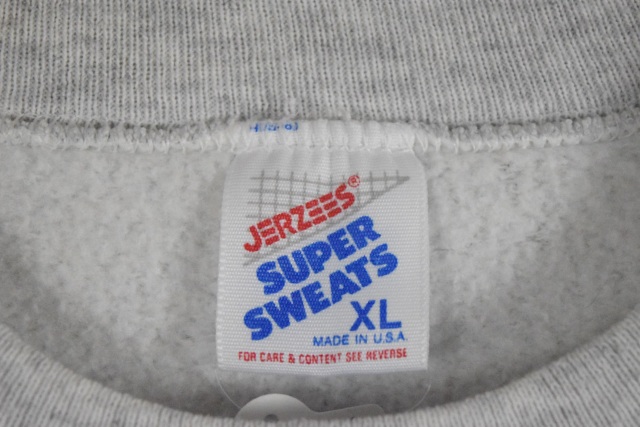 JERZEES®
SUPER
SWEATS
XL
MADE IN U.S.A.
FOR CARE & CONTENT SEE REVERSE